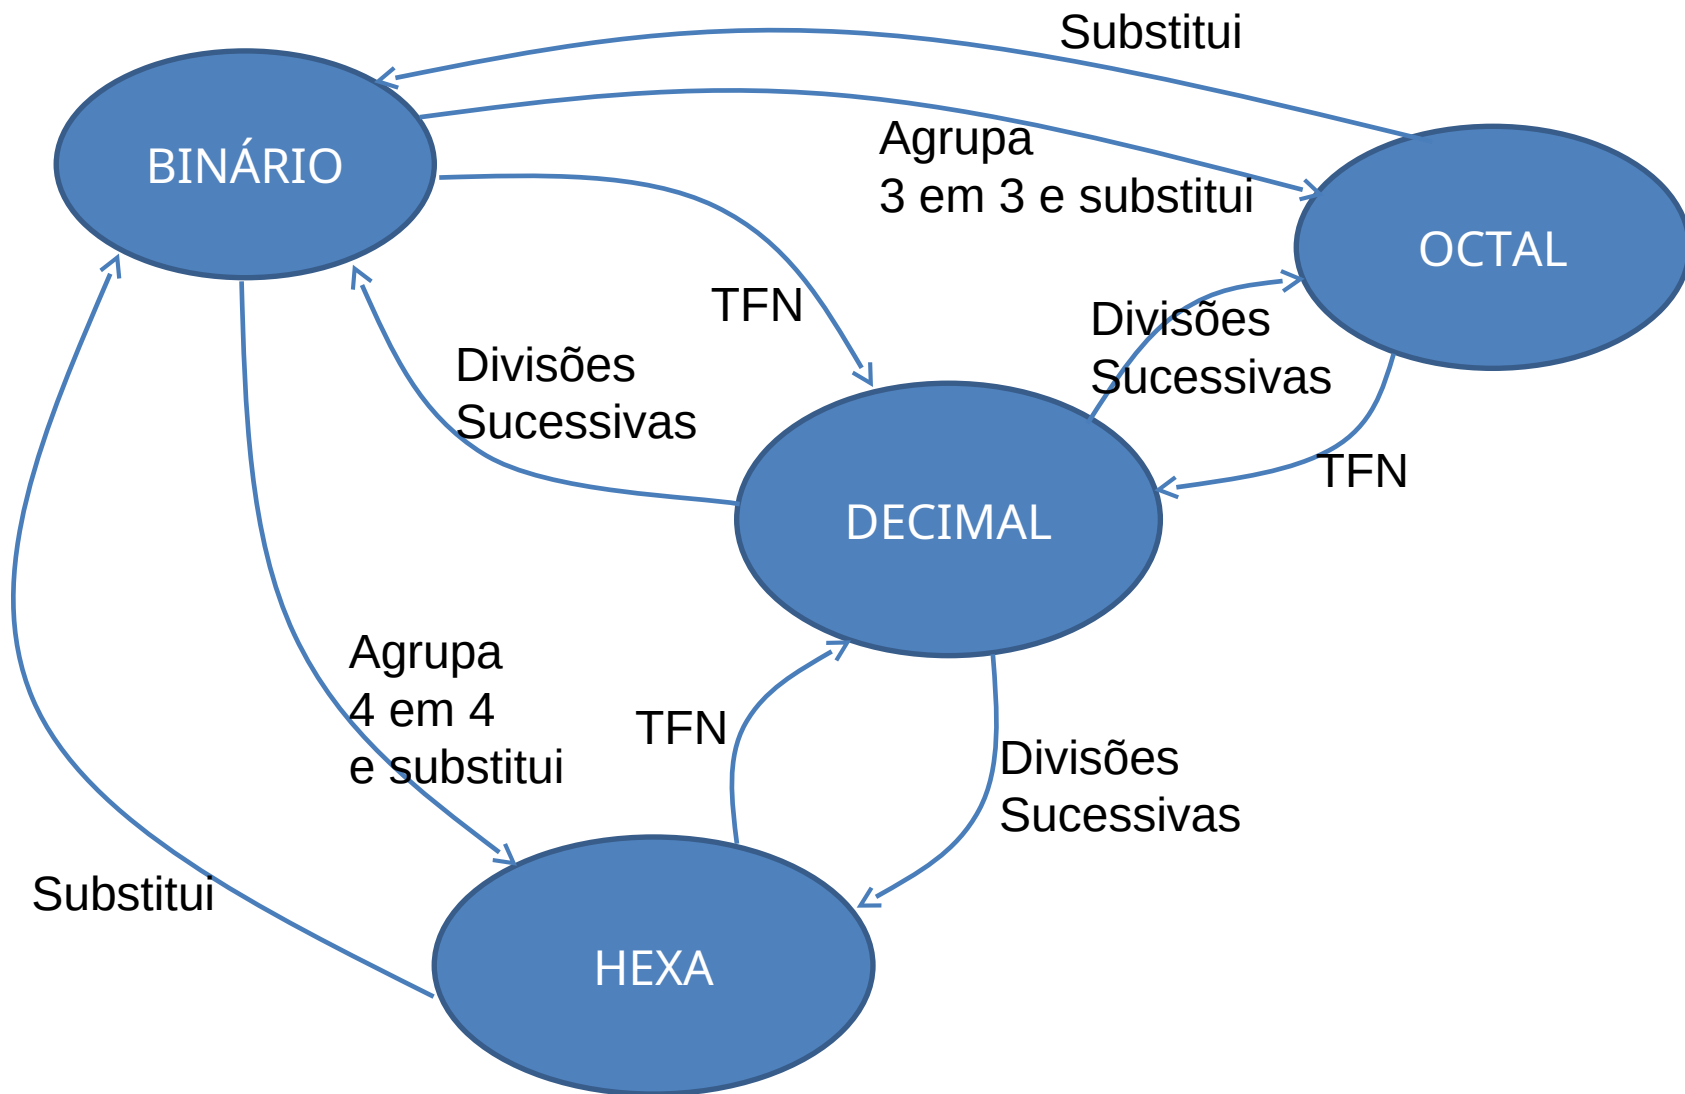 Substitui
BINÁRIO
Agrupa
3 em 3 e substitui
OCTAL
TFN
Divisões
Sucessivas
Divisões
Sucessivas
TFN
DECIMAL
Agrupa
4 em 4
e substitui
TFN
Divisões
Sucessivas
Substitui
HEXA